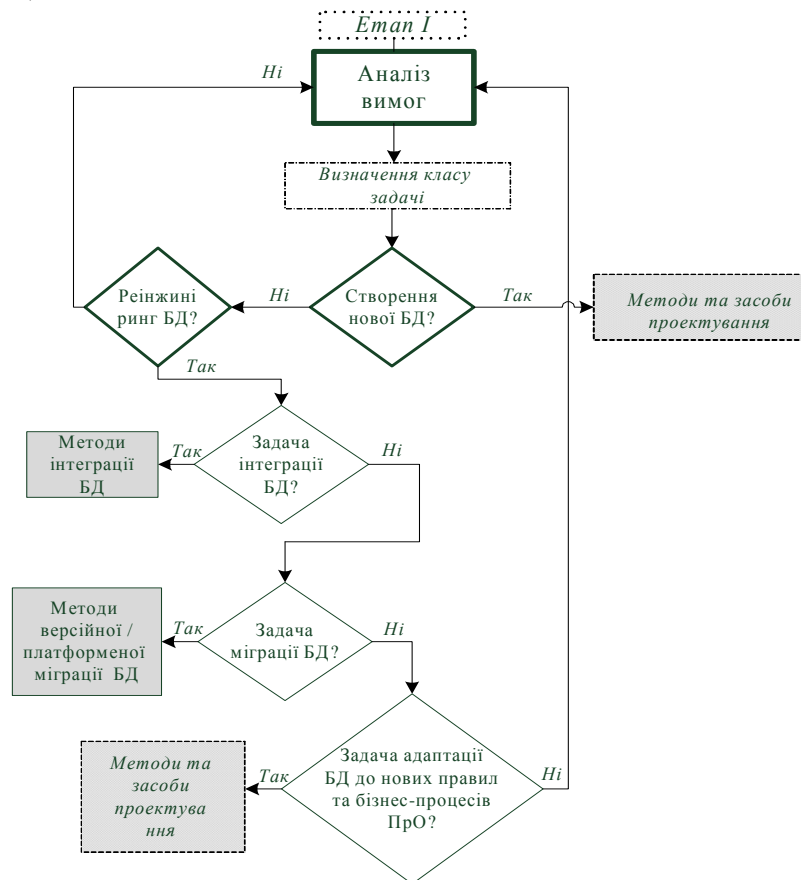 Етап I
Ні
Аналіз
вимог
Визначення класу
задачі
Реінжині
ринг БД?
Ні
Створення
нової БД?
Так
Методи та засоби
проектування
Так
Методи
інтеграції
БД
Так
Задача
інтеграції
БД?
Ні
Методи
версійної /
платформеної
міграції БД
Так
Задача
міграції БД?
Ні
Методи та
засоби
проектува
ння
Так
Задача адаптації
БД до нових правил
та бізнес-процесів
ПрО?
Ні